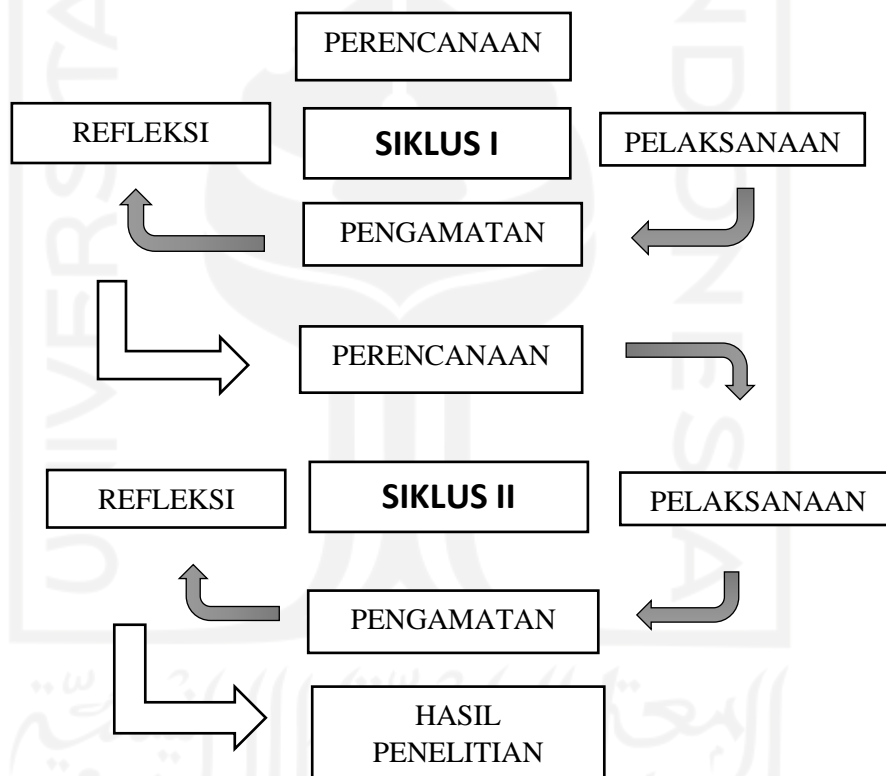 PERENCANAAN
REFLEKSI
SIKLUS I
PELAKSANAAN
PENGAMATAN
PERENCANAAN
REFLEKSI
SIKLUS II
PELAKSANAAN
PENGAMATAN
HASIL
PENELITIAN